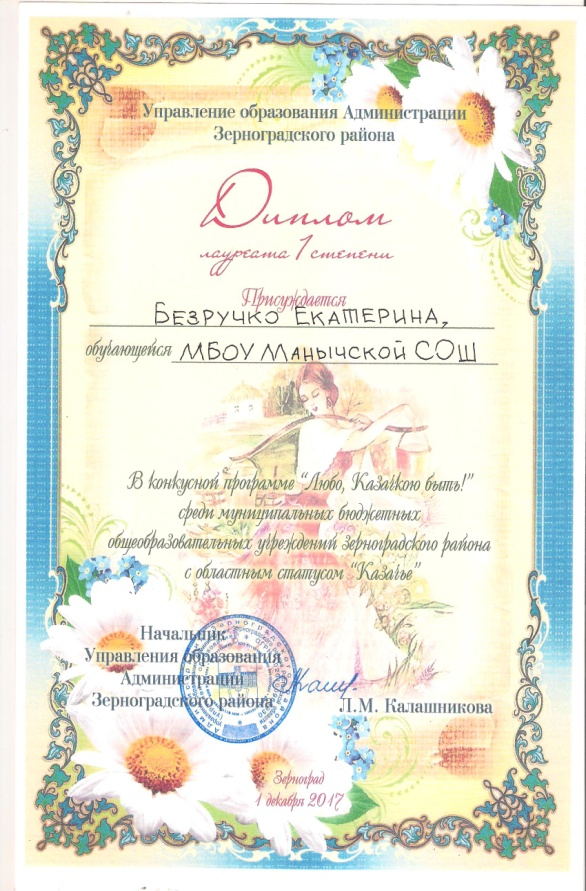 Управление образования Администрации
Зерноградского района
Диплом
лауреата 1 степени
Присуждается
Безручко Екатерина,
обучающейся МБОУ Манычской СОШ
В конкусной программе "Любо, Казачкою быть!"
среди муниципальных бюджетных
общеобразовательных учреждений зерноградского района
с областным статусом "Казачье"
Начальник
Управления образования
Администрации
Зерноградского района Л.М. Калашникова
Зерноград
1 декабря 2017